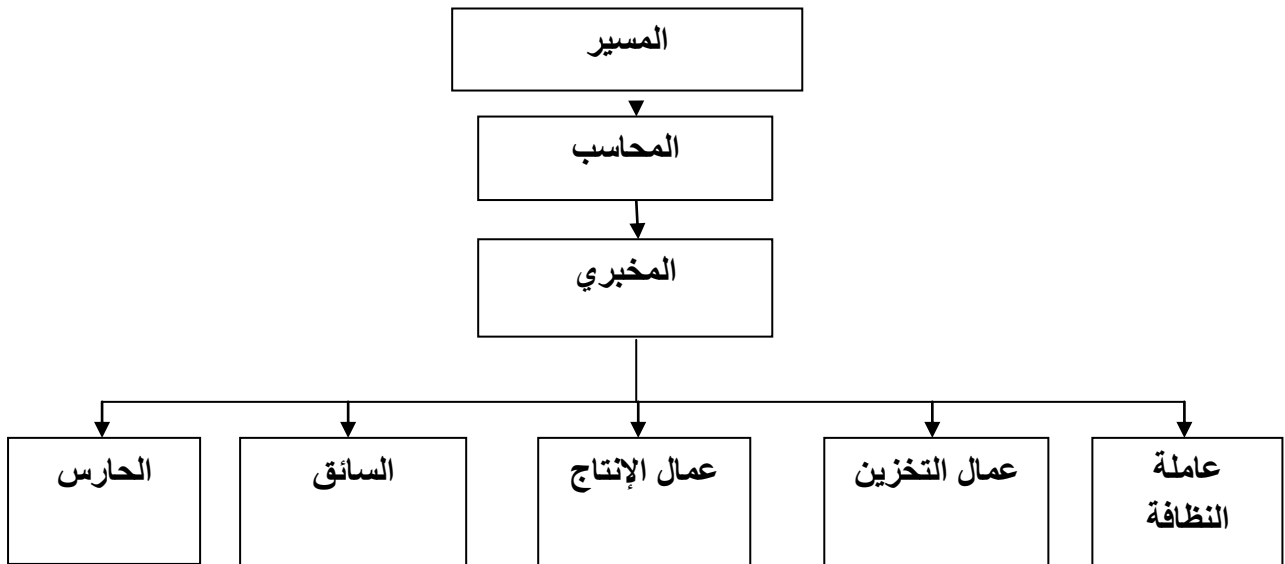 المسير
المحاسب
المخبري
عاملة
النظافة
عمال التخزين
عمال الإنتاج
السائق
الحارس